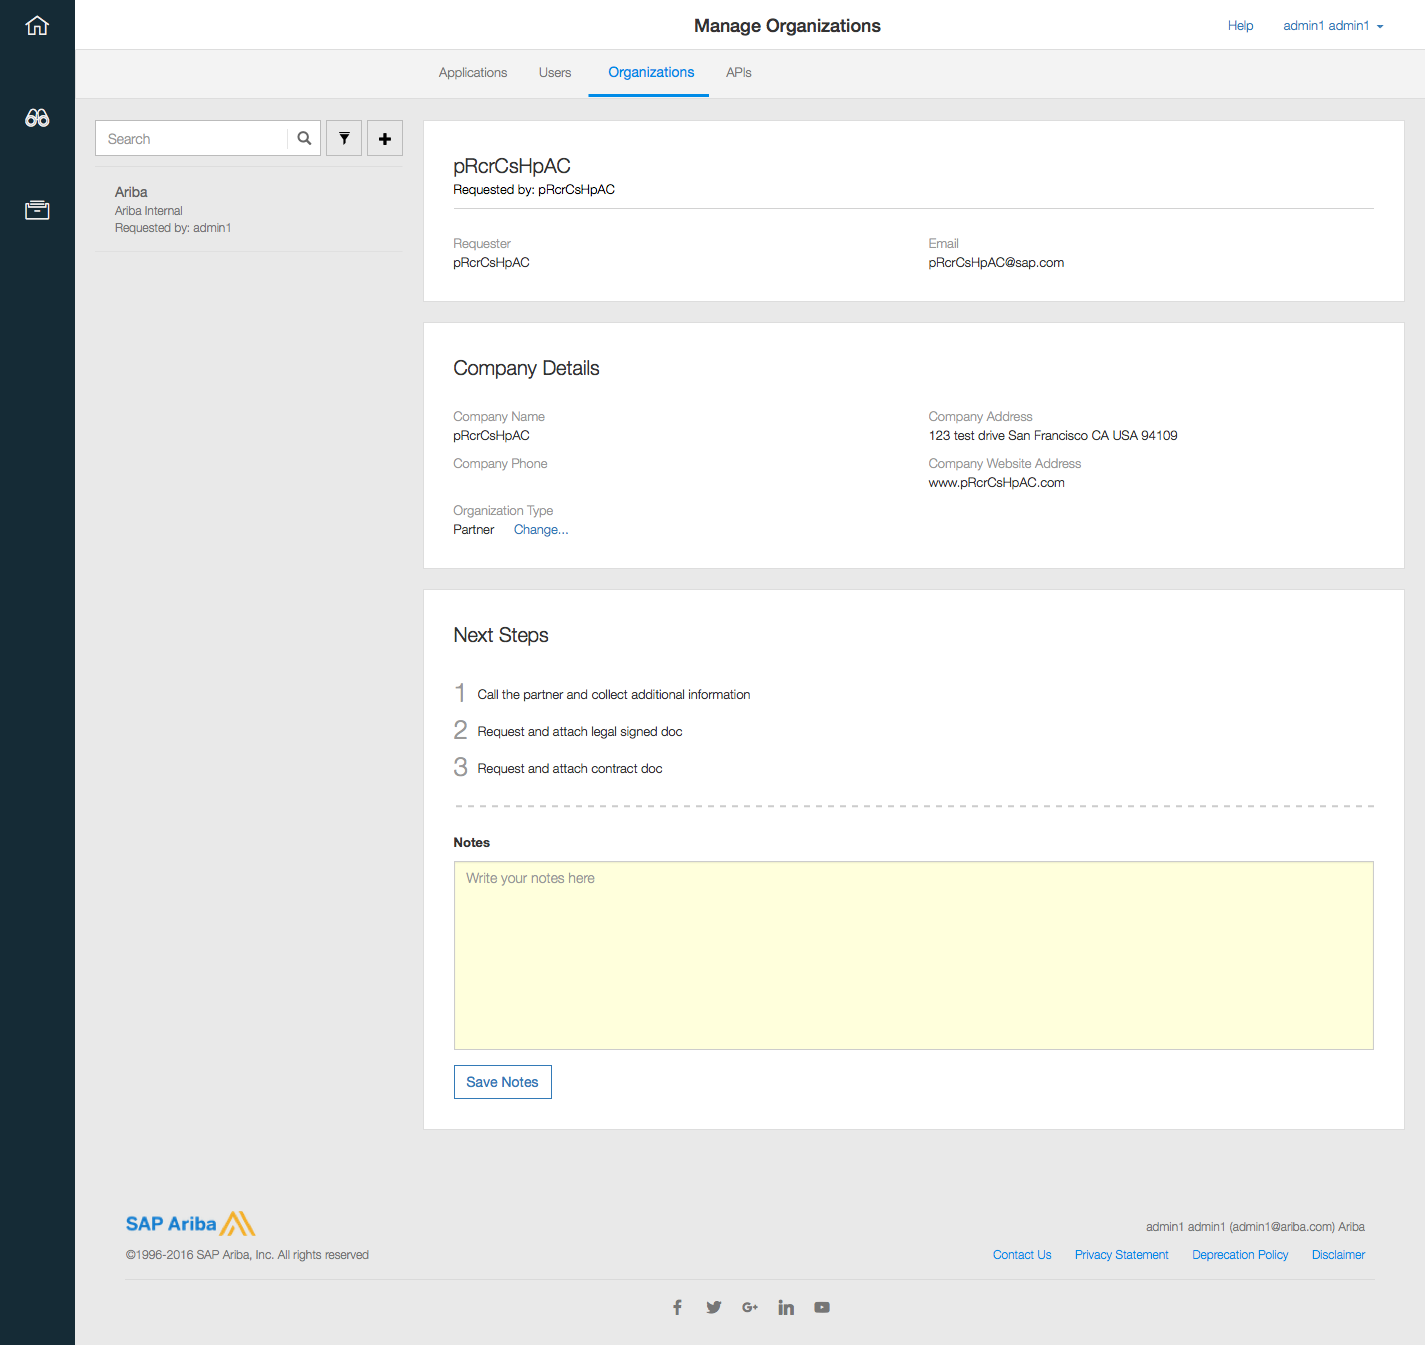 Manage Organizations
Help
admin1 admin1
Applications
Users
Organizations
APIs
Search
Ariba
Ariba Internal
Requested by: admin1
pRcrCsHpAC
Requested by: pRcrCsHpAC
Requester
pRcrCsHpAC
Email
pRcrCsHpAC@sap.com
Company Details
Company Name
pRcrCsHpAC
Company Address
123 test drive San Francisco CA USA 94109
Company Phone
Company Website Address
www.pRcrCsHpAC.com
Organization Type
Partner Change...
Next Steps
1 Call the partner and collect additional information
2 Request and attach legal signed doc
3 Request and attach contract doc
Notes
Write your notes here
Save Notes
SAP Ariba
admin1 admin1 (admin1@ariba.com) Ariba
©1996-2016 SAP Ariba, Inc. All rights reserved
Contact Us
Privacy Statement
Deprecation Policy
Disclaimer